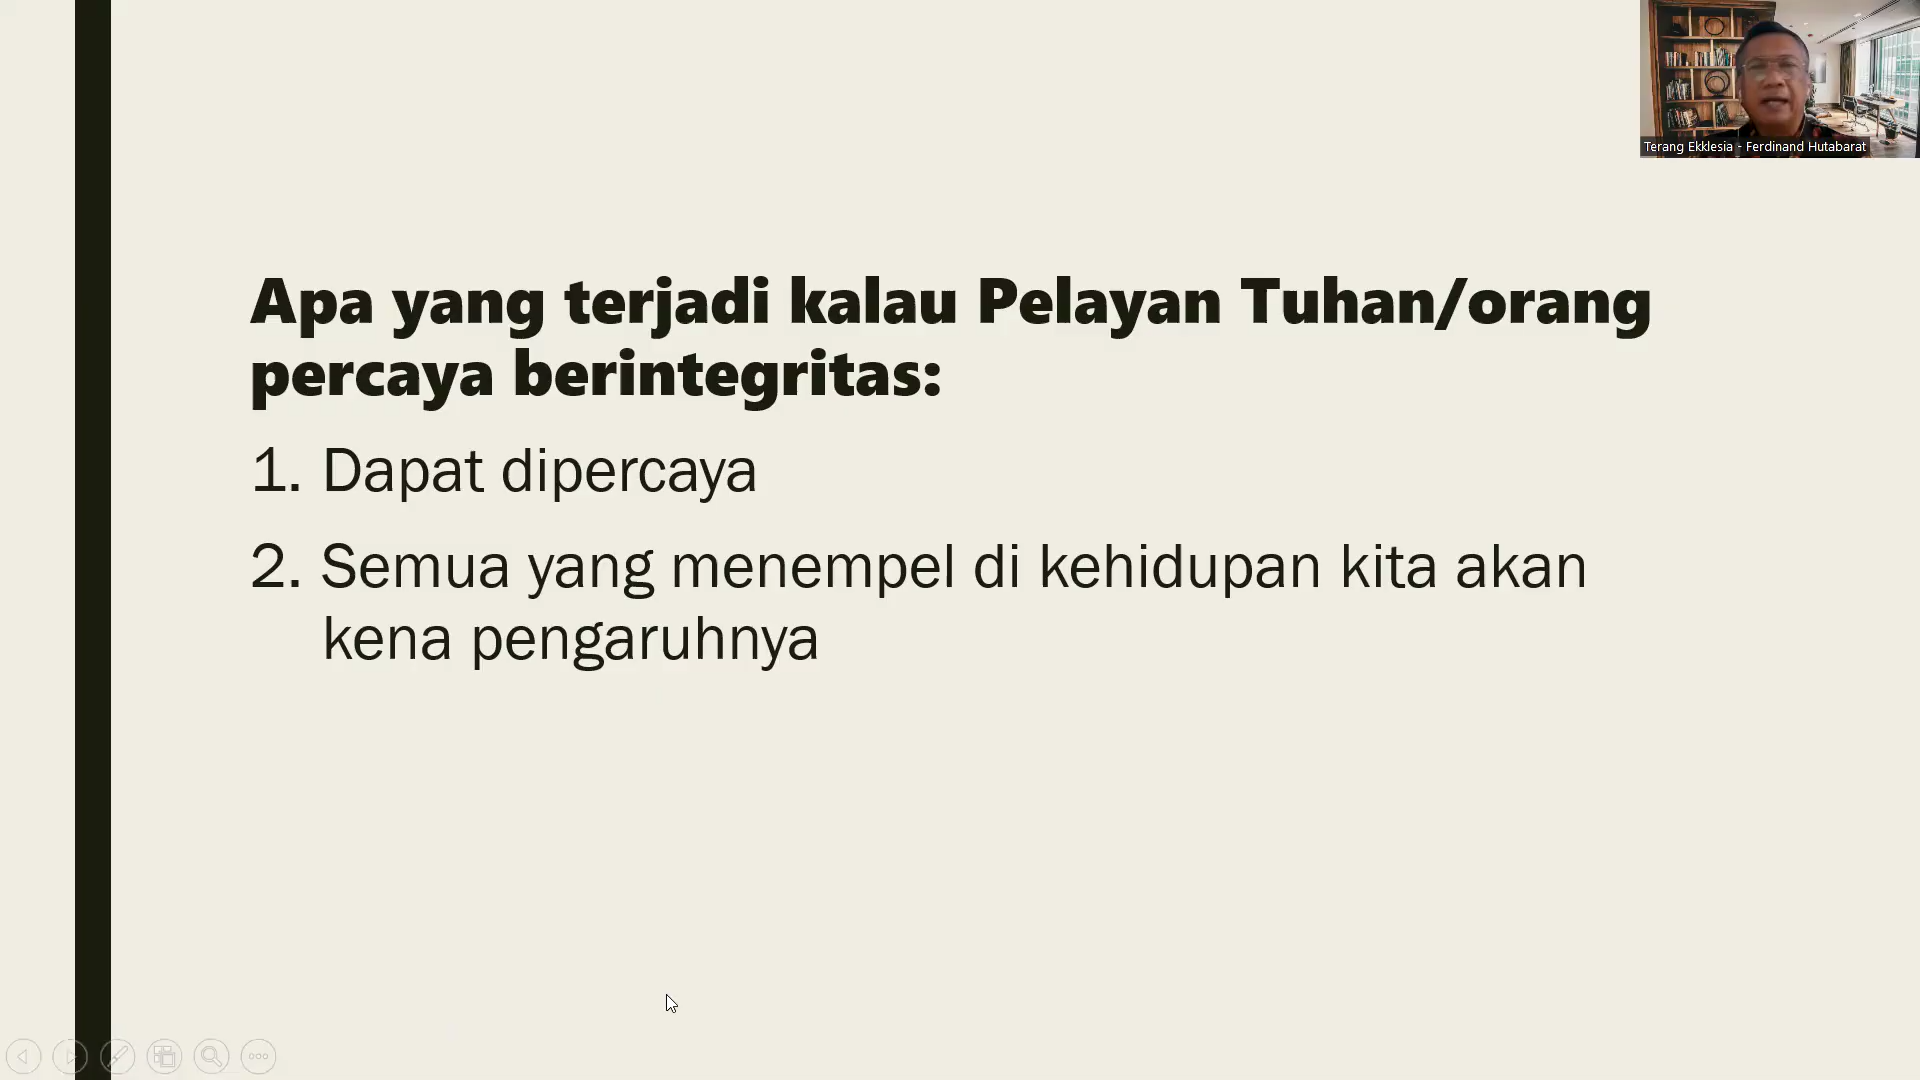 Terang Ekklesia - Ferdinand Hutabarat
Apa yang terjadi kalau Pelayan Tuhan/orang
percaya berintegritas:
1. Dapat dipercaya
2. Semua yang menempel di kehidupan kita akan
kena pengaruhnya